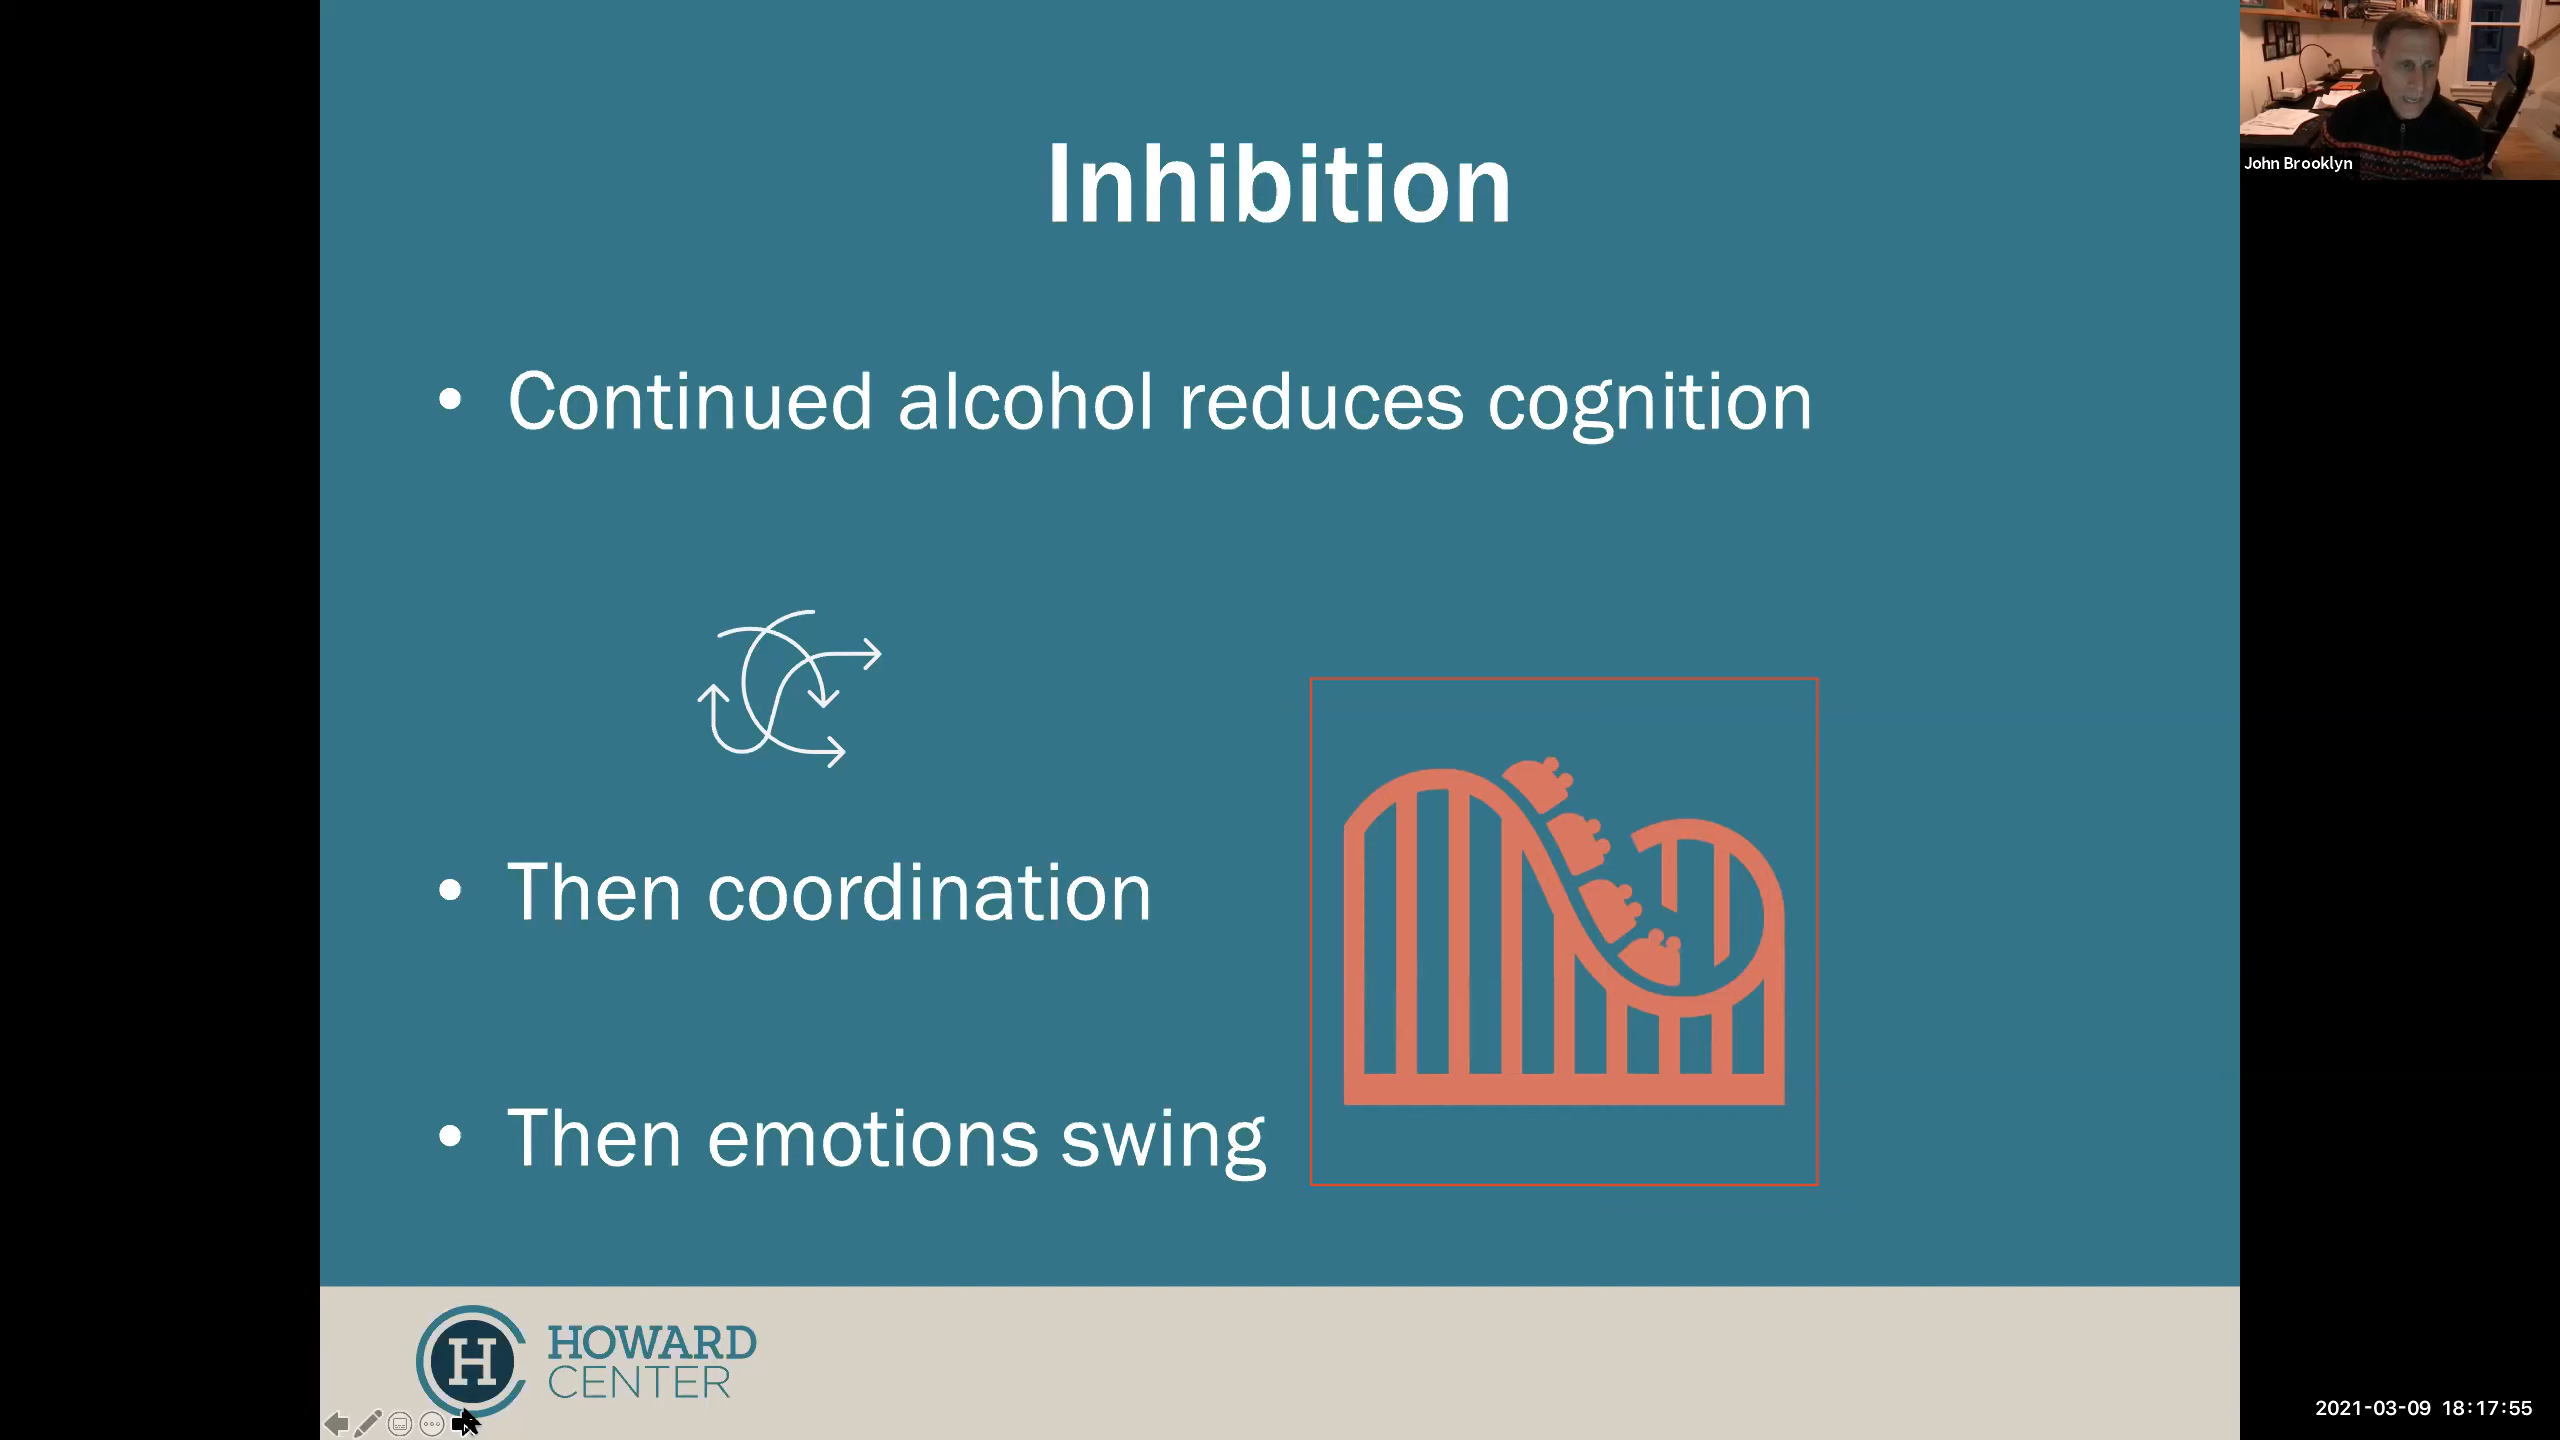 Inhibition
John Brooklyn
• Continued alcohol reduces cognition
• Then coordination
• Then emotions swing
H
HOWARD
CENTER
2021-03-09 18:17:55